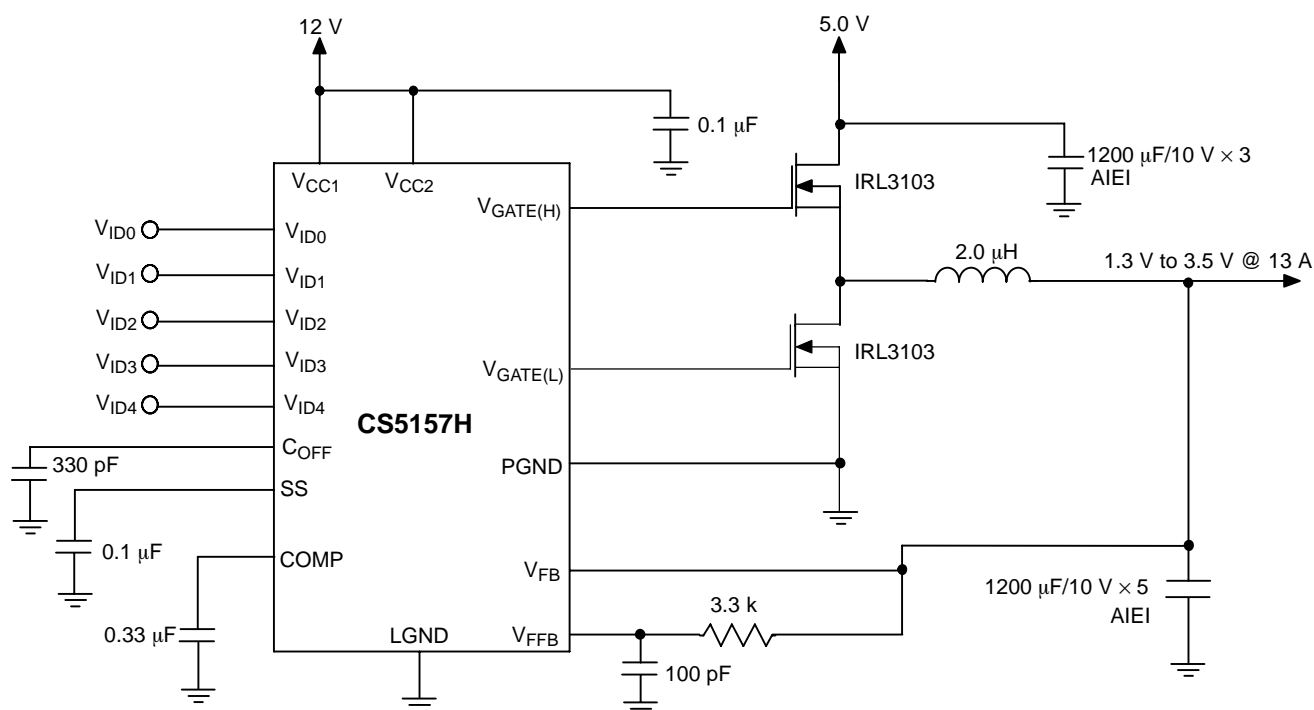 12 V
5.0 V
0.1 μF
1200 μF/10 V × 3
AIEI
VCC1
VCC2
IRL3103
VGATE(H)
VID0
VID0
2.0 μH
1.3 V to 3.5 V @ 13 A
VID1
VID1
VID2
VID2
IRL3103
VID3
VID3
VGATE(L)
VID4
VID4
CS5157H
COFF
330 pF
PGND
SS
0.1 μF
COMP
VFB
1200 μF/10 V × 5
AIEI
3.3 k
0.33 μF
LGND
VFFB
100 pF